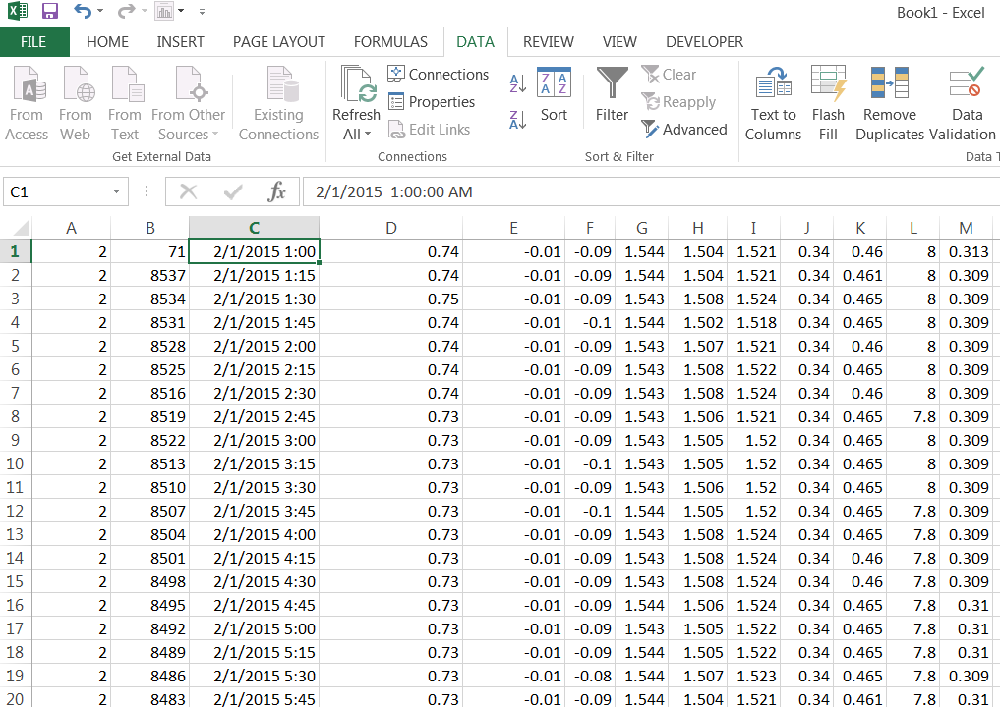 Book1 - Excel
FILE HOME INSERT PAGE LAYOUT FORMULAS DATA REVIEW VIEW DEVELOPER
From Access From Web From Text From Other Sources Existing Connections Refresh All Connections Properties Edit Links Sort Filter Clear Reapply Advanced Text to Columns Flash Fill Remove Duplicates Data Validation
Get External Data Connections Sort & Filter Data T
C1 fx 2/1/2015 1:00:00 AM
A B C D E F G H I J K L M
1 2 71 2/1/2015 1:00 0.74 -0.01 -0.09 1.544 1.504 1.521 0.34 0.46 8 0.313
2 2 8537 2/1/2015 1:15 0.74 -0.01 -0.09 1.544 1.504 1.521 0.34 0.461 8 0.309
3 2 8534 2/1/2015 1:30 0.75 -0.01 -0.09 1.543 1.508 1.524 0.34 0.465 8 0.309
4 2 8531 2/1/2015 1:45 0.74 -0.01 -0.1 1.544 1.502 1.518 0.34 0.465 8 0.309
5 2 8528 2/1/2015 2:00 0.74 -0.01 -0.09 1.543 1.507 1.521 0.34 0.46 8 0.309
6 2 8525 2/1/2015 2:15 0.74 -0.01 -0.09 1.543 1.508 1.522 0.34 0.465 8 0.309
7 2 8516 2/1/2015 2:30 0.74 -0.01 -0.09 1.543 1.508 1.524 0.34 0.46 8 0.309
8 2 8519 2/1/2015 2:45 0.73 -0.01 -0.09 1.543 1.506 1.521 0.34 0.465 7.8 0.309
9 2 8522 2/1/2015 3:00 0.73 -0.01 -0.09 1.543 1.505 1.52 0.34 0.465 8 0.309
10 2 8513 2/1/2015 3:15 0.73 -0.01 -0.1 1.543 1.505 1.52 0.34 0.465 8 0.309
11 2 8510 2/1/2015 3:30 0.73 -0.01 -0.09 1.543 1.506 1.52 0.34 0.465 8 0.309
12 2 8507 2/1/2015 3:45 0.73 -0.01 -0.1 1.544 1.505 1.52 0.34 0.465 7.8 0.309
13 2 8504 2/1/2015 4:00 0.73 -0.01 -0.09 1.543 1.508 1.524 0.34 0.465 7.8 0.309
14 2 8501 2/1/2015 4:15 0.73 -0.01 -0.09 1.543 1.508 1.524 0.34 0.46 7.8 0.309
15 2 8498 2/1/2015 4:30 0.73 -0.01 -0.09 1.543 1.508 1.524 0.34 0.46 7.8 0.309
16 2 8495 2/1/2015 4:45 0.73 -0.01 -0.09 1.544 1.506 1.524 0.34 0.465 7.8 0.31
17 2 8492 2/1/2015 5:00 0.73 -0.01 -0.09 1.543 1.505 1.522 0.34 0.465 7.8 0.31
18 2 8489 2/1/2015 5:15 0.73 -0.01 -0.09 1.544 1.505 1.522 0.34 0.465 7.8 0.31
19 2 8486 2/1/2015 5:30 0.73 -0.01 -0.08 1.544 1.507 1.523 0.34 0.465 7.8 0.309
20 2 8483 2/1/2015 5:45 0.73 -0.01 -0.09 1.544 1.504 1.521 0.34 0.461 7.8 0.31